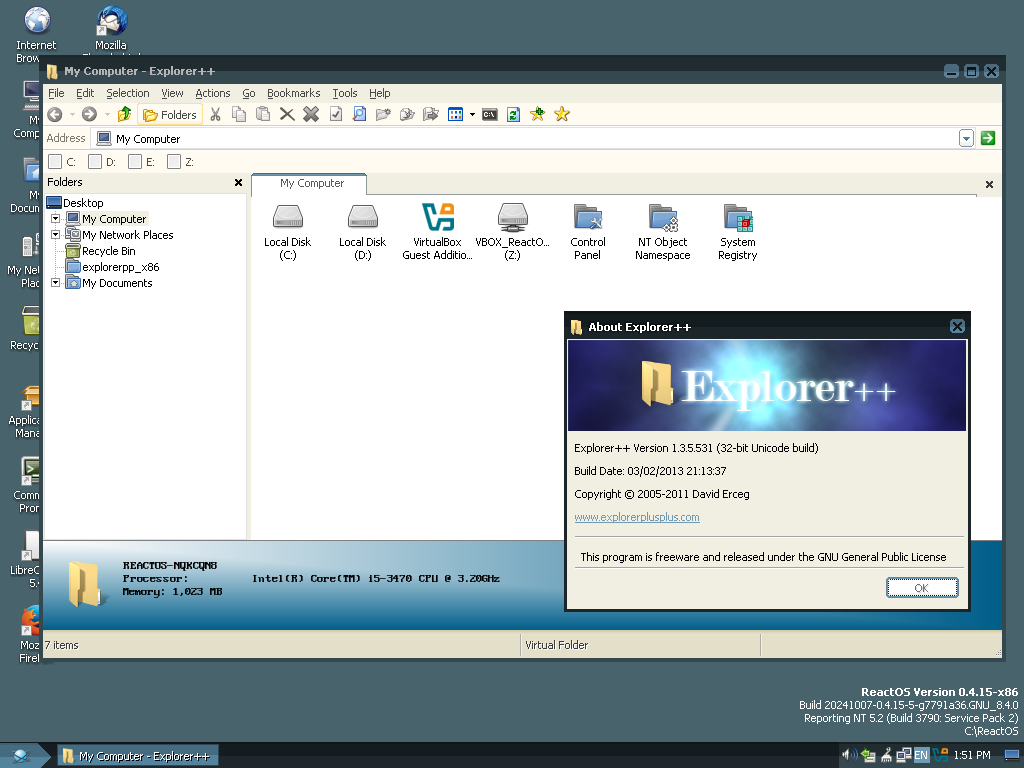 Internet
Brow
Mozilla
My
Comp
My
Docum
My Net
Plac
Recyc
Applica
Mana
Comm
Pron
LibreC
5.
Moz
Firef
My Computer - Explorer++
File Edit Selection View Actions Go Bookmarks Tools Help
Folders C:\
Address My Computer
C: D: E: Z:
Folders
Desktop
My Computer
My Network Places
Recycle Bin
explorerpp_x86
My Documents
My Computer
Local Disk
(C:)
Local Disk
(D:)
VirtualBox
Guest Additio...
VBOX_ReactO...
(Z:)
Control
Panel
NT Object
Namespace
System
Registry
REACTOS-NQKCQN8
Processor: Intel(R) Core(TM) i5-3470 CPU @ 3.20GHz
Memory: 1,023 MB
7 items Virtual Folder
About Explorer++
Explorer++
Explorer++ Version 1.3.5.531 (32-bit Unicode build)
Build Date: 03/02/2013 21:13:37
Copyright © 2005-2011 David Erceg
www.explorerplusplus.com
This program is freeware and released under the GNU General Public License
OK
ReactOS Version 0.4.15-x86
Build 20241007-0.4.15-5-g7791a36.GNU_8.4.0
Reporting NT 5.2 (Build 3790: Service Pack 2)
C:\ReactOS
My Computer - Explorer++
EN
1:51 PM